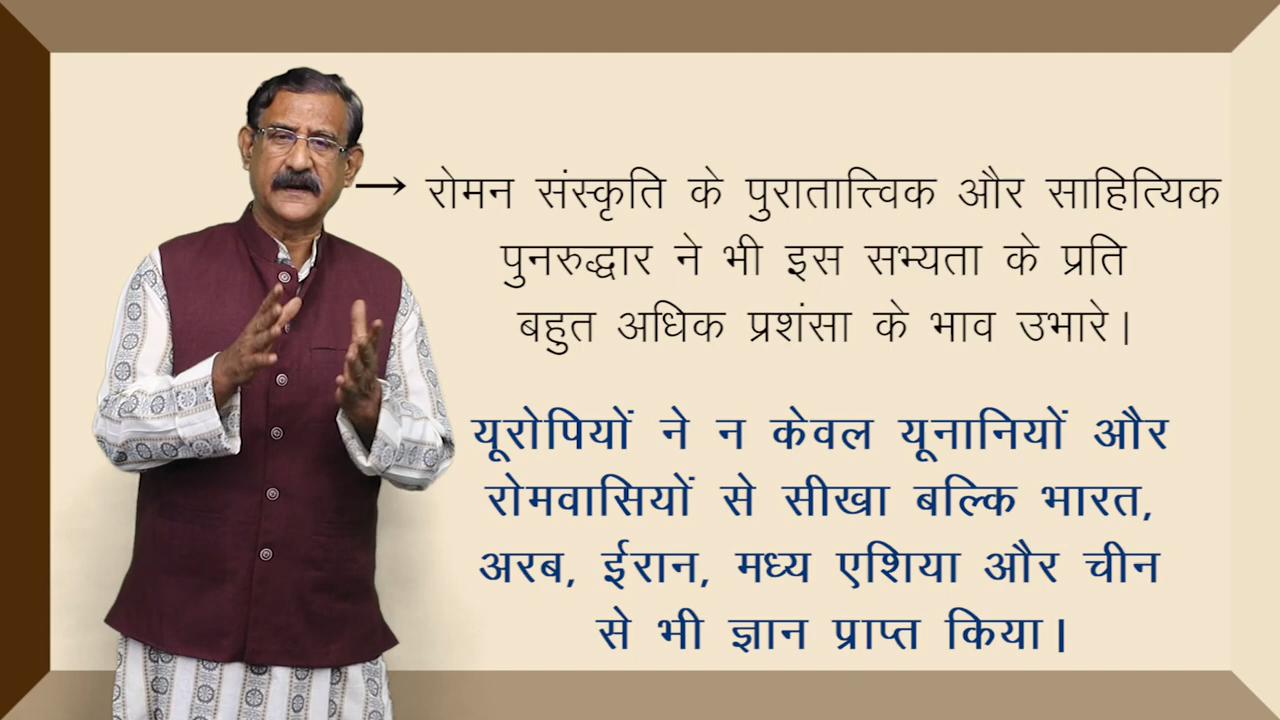 → रोमन संस्कृति के पुरातात्त्विक और साहित्यिक
पुनरुद्धार ने भी इस सभ्यता के प्रति
बहुत अधिक प्रशंसा के भाव उभारे।
यूरोपियों ने न केवल यूनानियों और
रोमवासियों से सीखा बल्कि भारत,
अरब, ईरान, मध्य एशिया और चीन
से भी ज्ञान प्राप्त किया।